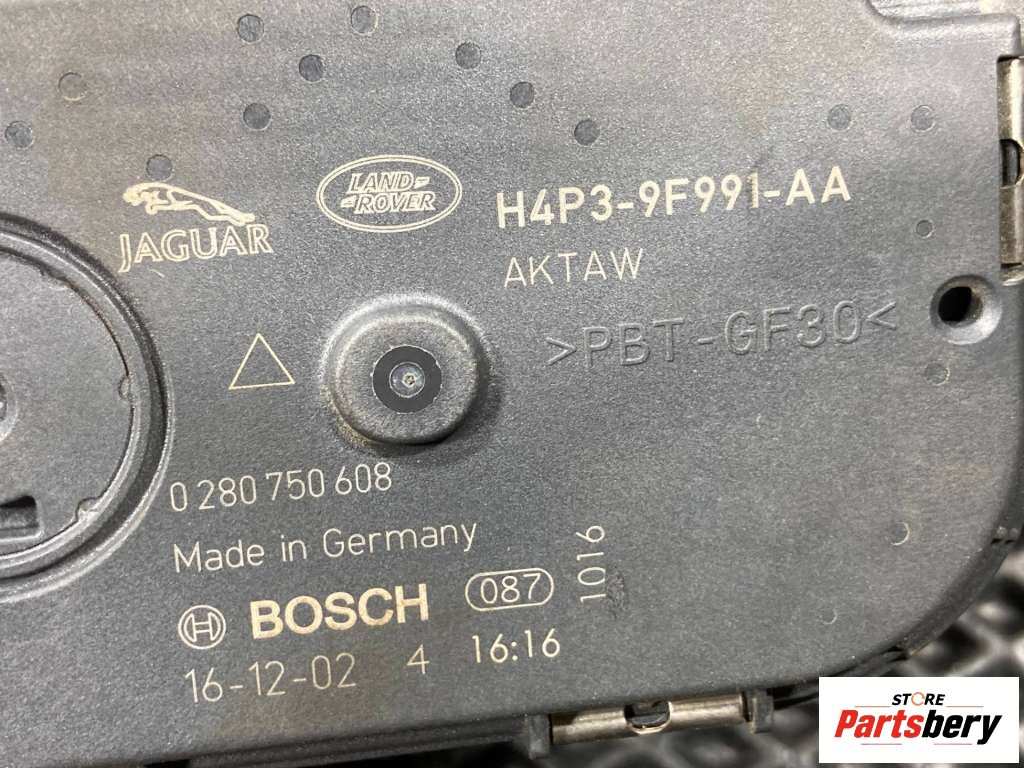 JAGUAR
LAND-
-ROVER
H4P3-9F991-AA
AKTAW
>PBT-GF30<
0 280 750 608
Made in Germany
BOSCH
087
1016
16-12-02 4 16:16
STORE
Partsbery